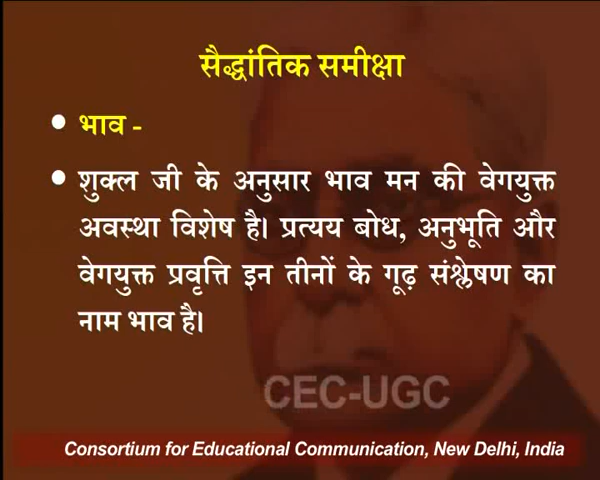 सैद्धांतिक समीक्षा
भाव -
शुक्ल जी के अनुसार भाव मन की वेगयुक्त
अवस्था विशेष है। प्रत्यय बोध, अनुभूति और
वेगयुक्त प्रवृत्ति इन तीनों के गूढ़ संश्लेषण का
नाम भाव है।
CEC-UGC
Consortium for Educational Communication, New Delhi, India